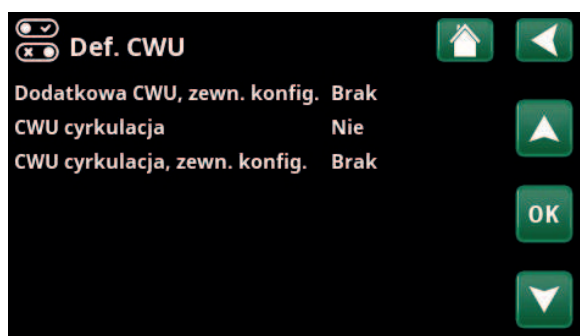 Def. CWU
Dodatkowa CWU, zewn. konfig. Brak
CWU cyrkulacja Nie
CWU cyrkulacja, zewn. konfig. Brak
OK